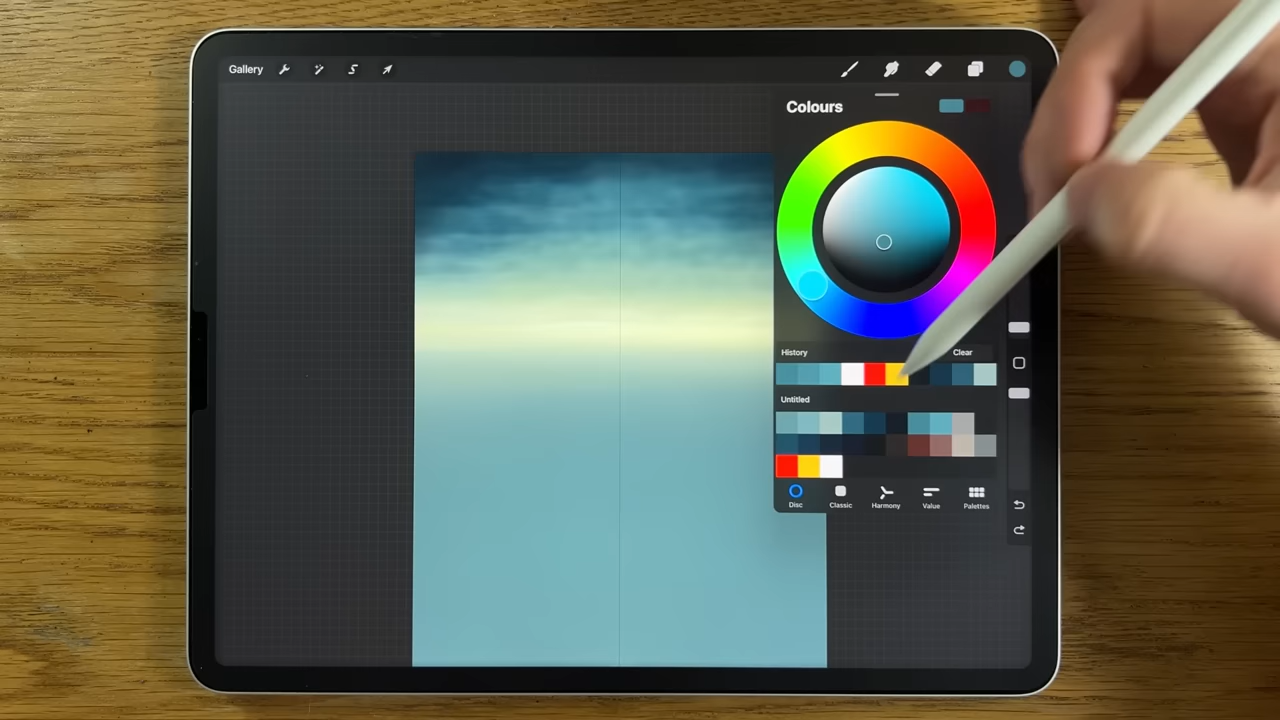 Gallery
Colours
History Clear
Untitled
Disc Classic Harmony Value Palettes